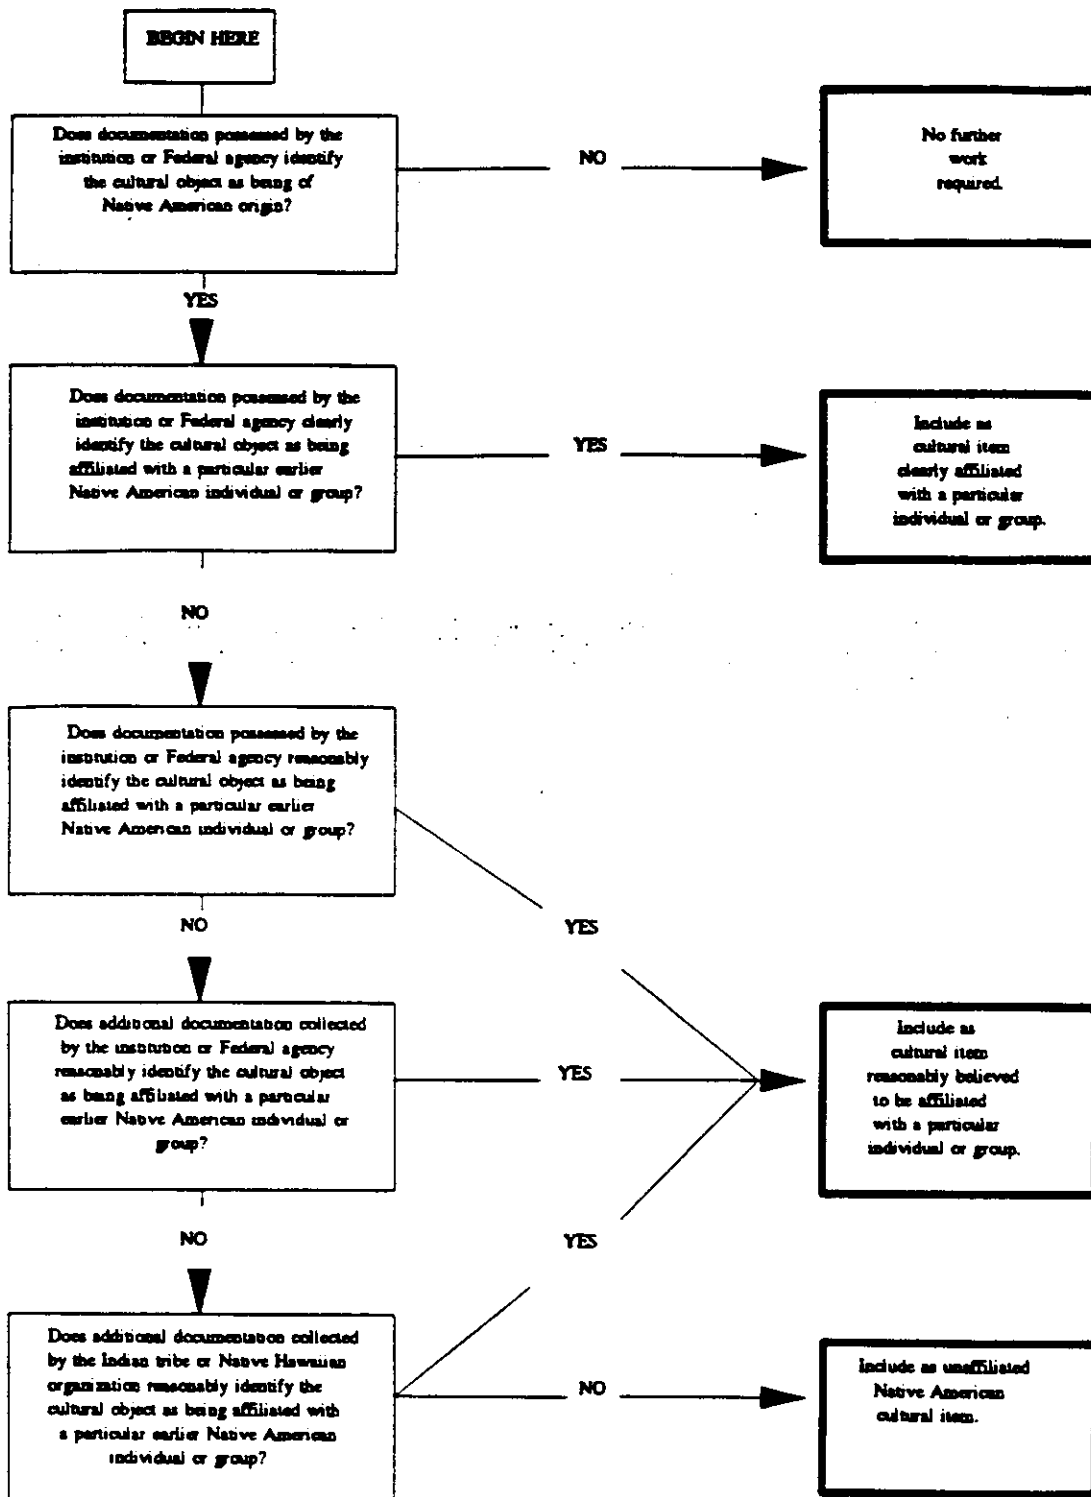 BEGIN HERE
Does documentation possessed by the
institution or Federal agency identify
the cultural object as being of
Native American origin?
NO
No further
work
required.
YES
Does documentation possessed by the
institution or Federal agency clearly
identify the cultural object as being
affiliated with a particular earlier
Native American individual or group?
YES
Include as
cultural item
clearly affiliated
with a particular
individual or group.
NO
Does documentation possessed by the
institution or Federal agency reasonably
identify the cultural object as being
affiliated with a particular earlier
Native American individual or group?
YES
NO
Does additional documentation collected
by the institution or Federal agency
reasonably identify the cultural object
as being affiliated with a particular
earlier Native American individual or
group?
YES
Include as
cultural item
reasonably believed
to be affiliated
with a particular
individual or group.
NO
YES
Does additional documentation collected
by the Indian tribe or Native Hawaiian
organization reasonably identify the
cultural object as being affiliated with
a particular earlier Native American
individual or group?
NO
Include as unaffiliated
Native American
cultural item.